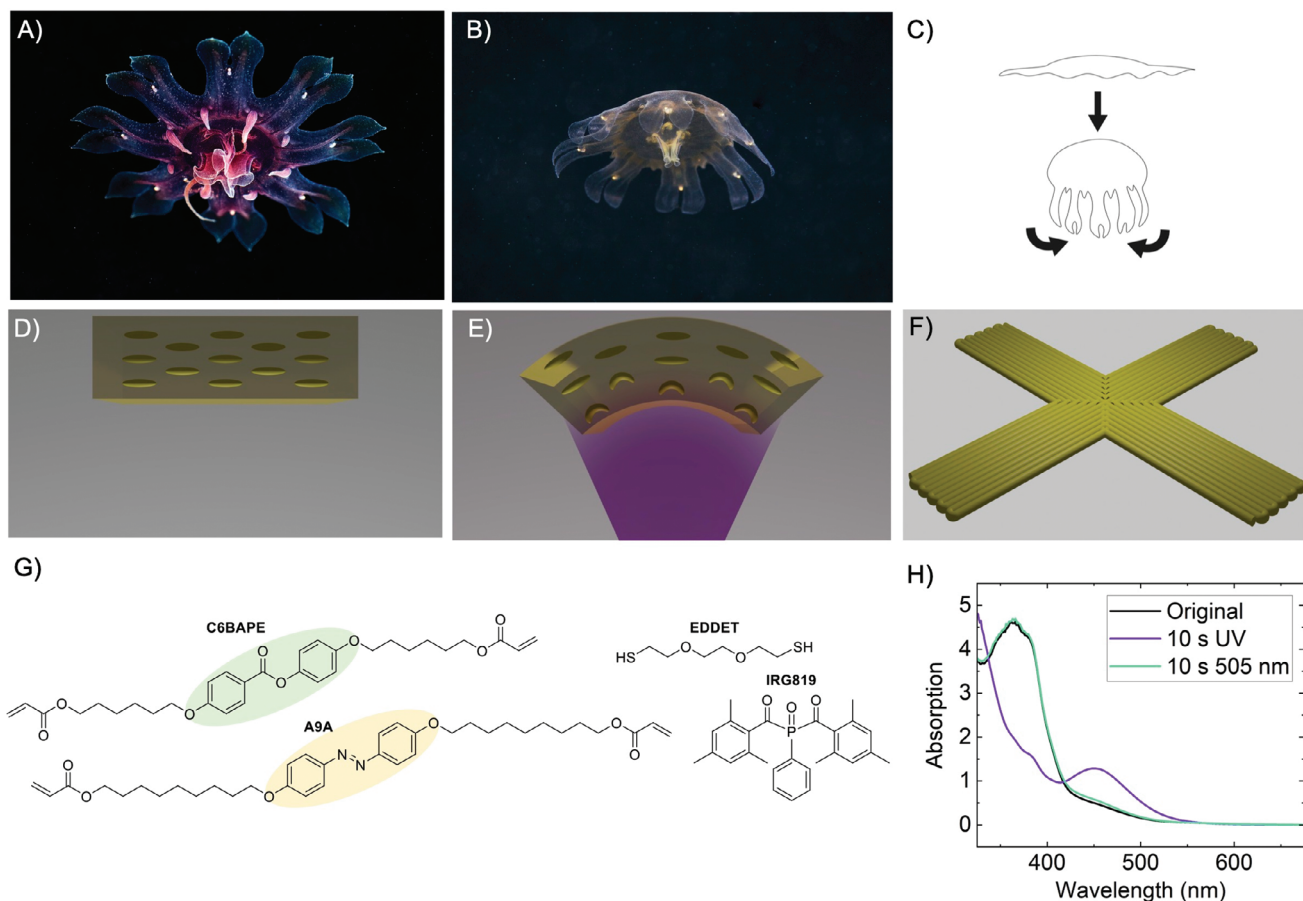 A)
B)
C)
D)
E)
F)
G)
C6BAPE
O
O
O
O
O
O
O
O
EDDET
HS
O
O
SH
IRG819
O
O
O
P
A9A
O
O
N
N
O
O
O
O
H)
Original
10 s UV
10 s 505 nm
Absorption
5
4
3
2
1
0
400
500
600
Wavelength (nm)